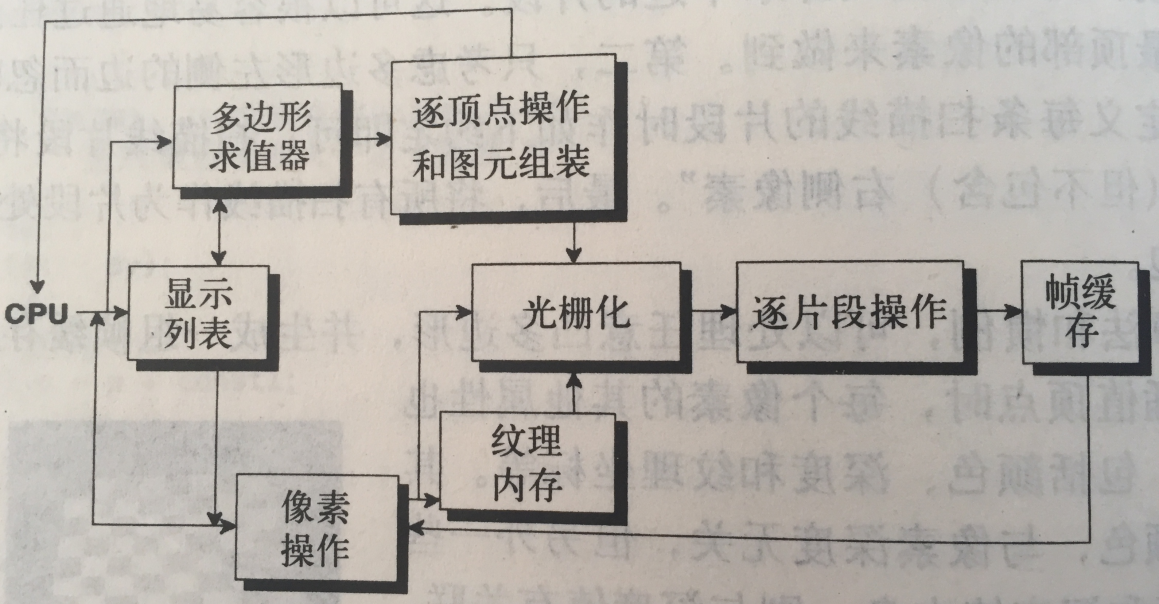 多边形
求值器
逐顶点操作
和图元组装
CPU
显示
列表
光栅化
逐片段操作
帧缓
存
纹理
内存
像素
操作